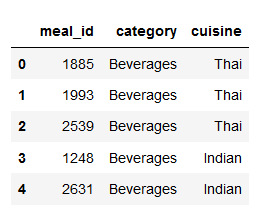 meal_id category cuisine
0 1885 Beverages Thai
1 1993 Beverages Thai
2 2539 Beverages Thai
3 1248 Beverages Indian
4 2631 Beverages Indian